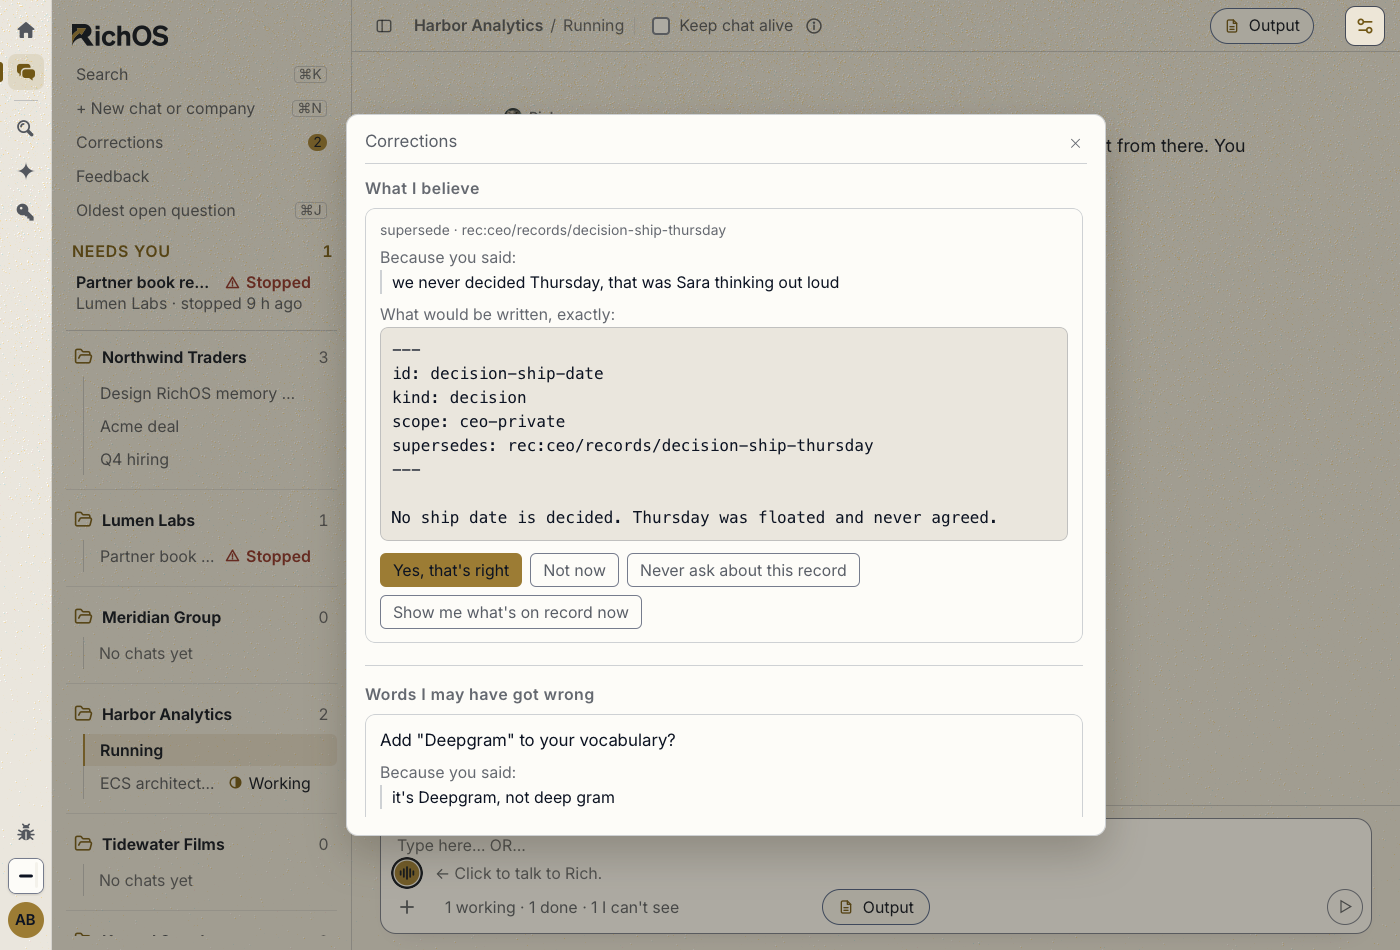 RichOS
Search ⌘K
+ New chat or company ⌘N
Corrections 2
Feedback
Oldest open question ⌘J
NEEDS YOU 1
Partner book re... Stopped
Lumen Labs · stopped 9 h ago
Northwind Traders 3
Design RichOS memory ...
Acme deal
Q4 hiring
Lumen Labs 1
Partner book ... Stopped
Meridian Group 0
No chats yet
Harbor Analytics 2
Running
ECS architect... Working
Tidewater Films 0
No chats yet
AB
Harbor Analytics / Running
Keep chat alive
Output
t from there. You
Corrections
What I believe
supersede · rec:ceo/records/decision-ship-thursday
Because you said:
we never decided Thursday, that was Sara thinking out loud
What would be written, exactly:
---
id: decision-ship-date
kind: decision
scope: ceo-private
supersedes: rec:ceo/records/decision-ship-thursday
---
No ship date is decided. Thursday was floated and never agreed.
Yes, that's right
Not now
Never ask about this record
Show me what's on record now
Words I may have got wrong
Add "Deepgram" to your vocabulary?
Because you said:
it's Deepgram, not deep gram
Type here... OR...
← Click to talk to Rich.
1 working · 1 done · 1 I can't see
Output